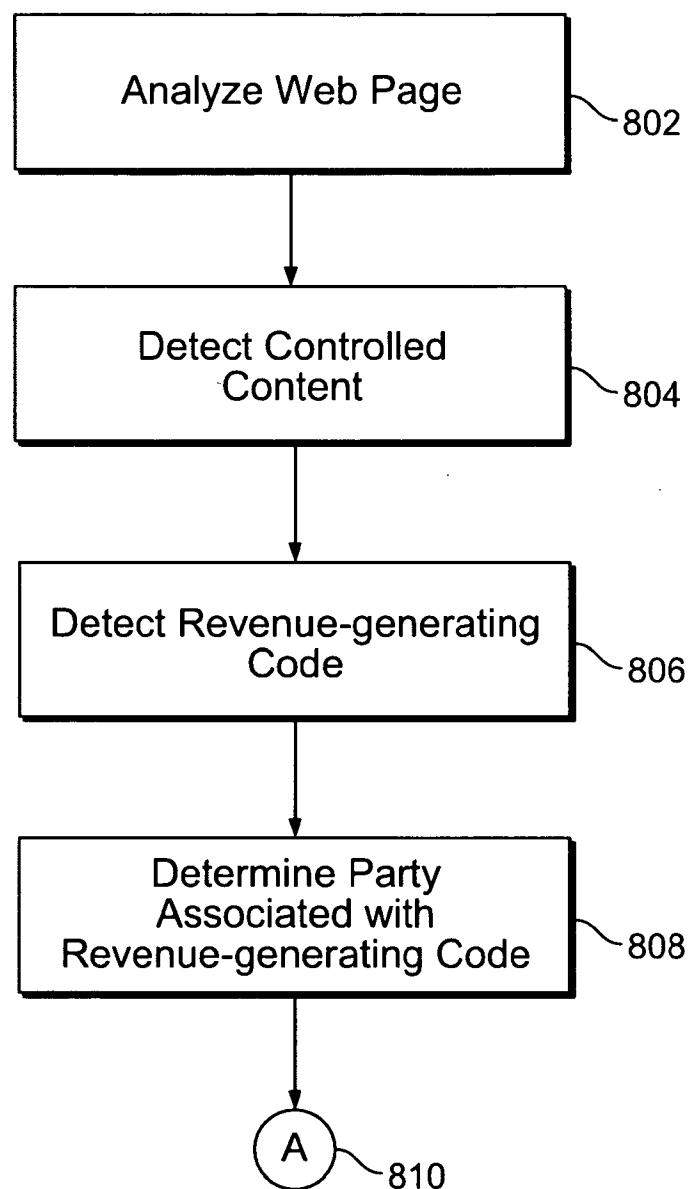 Analyze Web Page
802
Detect Controlled
Content
804
Detect Revenue-generating
Code
806
Determine Party
Associated with
Revenue-generating Code
808
A
810